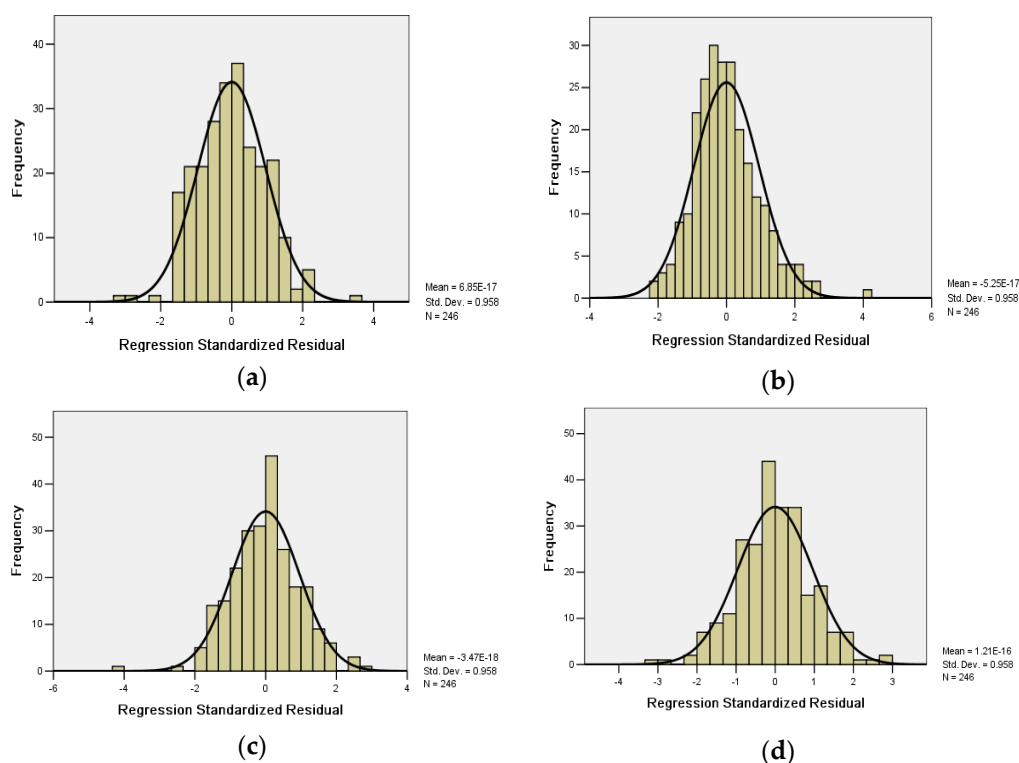 40
30
20
10
0
Frequency
-4
-2
0
2
4
Regression Standardized Residual
Mean = 6.85E-17
Std. Dev. = 0.958
N = 246
(a)
30
25
20
15
10
5
0
Frequency
-4
-2
0
2
4
6
Regression Standardized Residual
Mean = -5.25E-17
Std. Dev. = 0.958
N = 246
(b)
50
40
30
20
10
0
Frequency
-6
-4
-2
0
2
4
Regression Standardized Residual
Mean = -3.47E-18
Std. Dev. = 0.958
N = 246
(c)
50
40
30
20
10
0
Frequency
-4
-3
-2
-1
0
1
2
3
Regression Standardized Residual
Mean = 1.21E-16
Std. Dev. = 0.958
N = 246
(d)